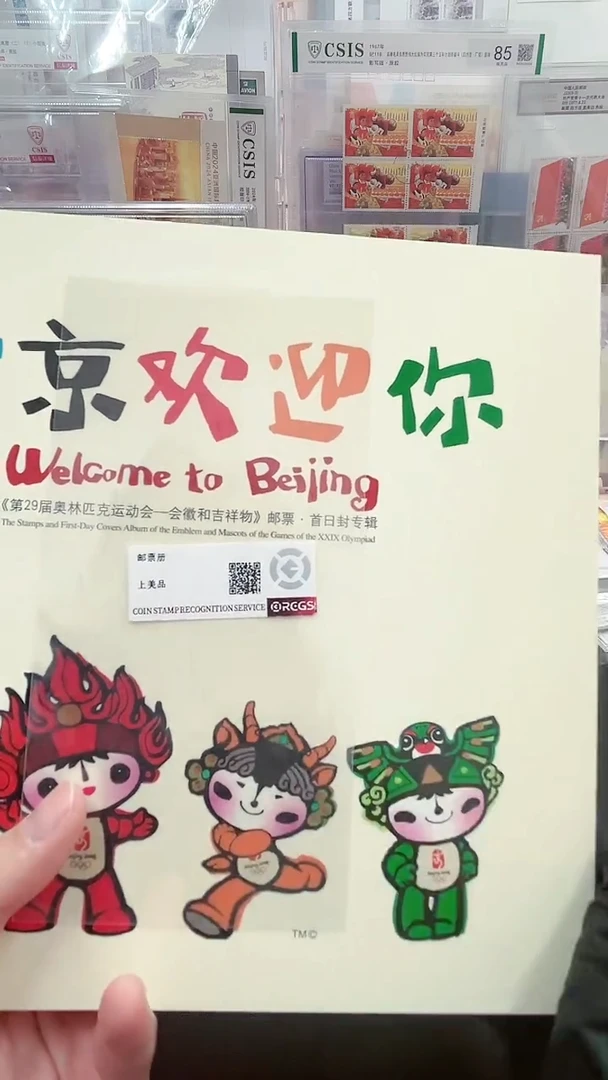 CSIS
85
CSIS
CSIS
京欢迎你
Welcome to Beijing
《第29届奥林匹克运动会—会徽和吉祥物》邮票·首日封专辑
The Stamps and First-Day Covers Album of the Emblem and Mascots of the Games of the XXIX Olympiad
邮票册
上美品
COIN STAMP RECOGNITION SERVICE
REGS
TM©